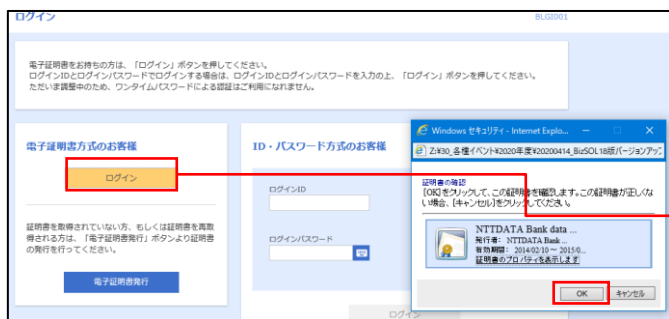 ログイン
BLGI001
電子証明書をお持ちの方は、「ログイン」ボタンを押してください。
ログインIDとログインパスワードでログインする場合は、ログインIDとログインパスワードを入力の上、「ログイン」ボタンを押してください。
ただいま調整中のため、ワンタイムパスワードによる認証はご利用になれません。
電子証明書方式のお客様
ログイン
証明書を取得されていない方、もしくは証明書を再取
得される方は、「電子証明書発行」ボタンより証明書
の発行を行ってください。
電子証明書発行
ID・パスワード方式のお客様
ログインID
ログインパスワード
ログイン
Windows セキュリティ - Internet Explo...
Z:¥30_各種イベント¥2020年度¥20200414_BizSOL18版バージョンアップ
証明書の確認
[OK]をクリックして、この証明書を確認します。この証明書が正しくな
い場合、[キャンセル]をクリックしてください。
NTTDATA Bank data ...
発行者: NTTDATA Bank ...
有効期間: 2014/02/10 ～ 2015/0...
証明書のプロパティを表示します
OK
キャンセル